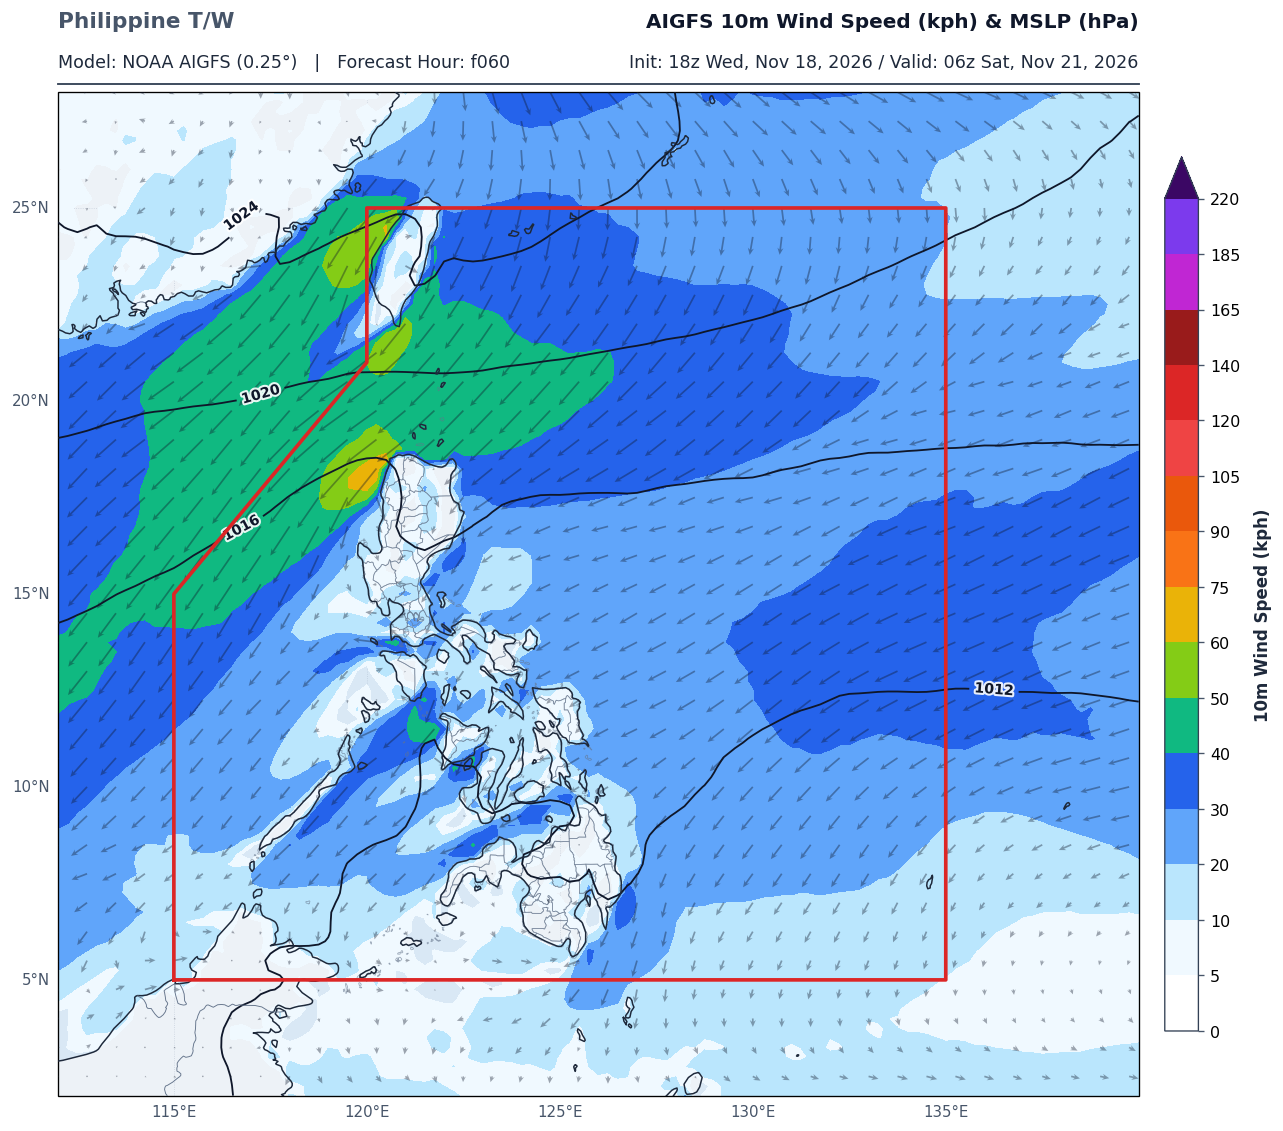 Philippine T/W
AIGFS 10m Wind Speed (kph) & MSLP (hPa)
Model: NOAA AIGFS (0.25°) | Forecast Hour: f060
Init: 18z Wed, Nov 18, 2026 / Valid: 06z Sat, Nov 21, 2026
25°N
20°N
15°N
10°N
5°N
115°E
120°E
125°E
130°E
135°E
1024
1020
1016
1012
220
185
165
140
120
105
90
75
60
50
40
30
20
10
5
0
10m Wind Speed (kph)